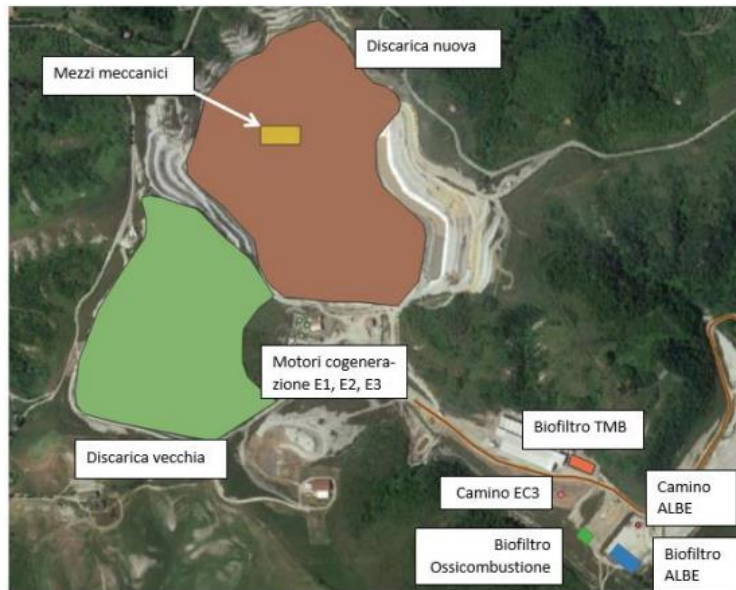 Discarica nuova
Mezzi meccanici
Motori cogenera-
zione E1, E2, E3
Discarica vecchia
Biofiltro TMB
Camino EC3
Camino
ALBE
Biofiltro
Ossicombustione
Biofiltro
ALBE